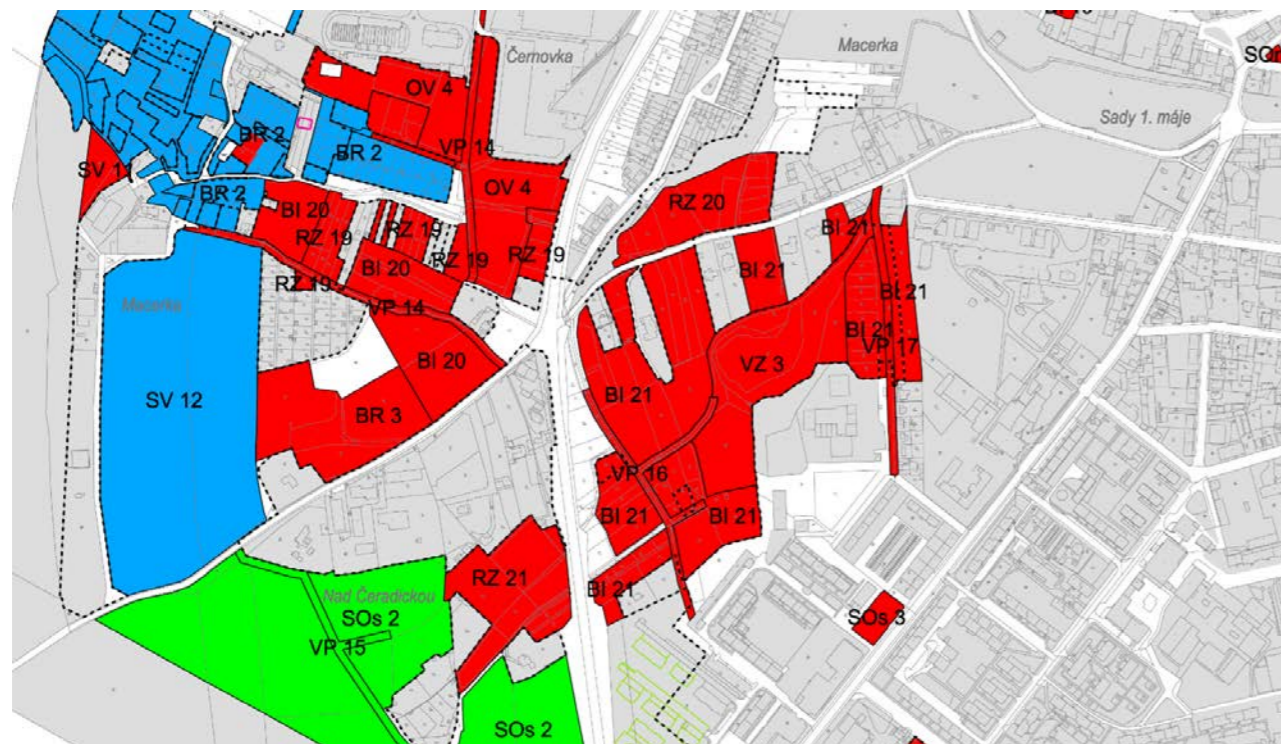 Černovka
Macerka
SOm
Sady 1. máje
OV 4
BR 2
BR 2
VP 14
SV 11
OV 4
BR 2
BI 20
RZ 19
RZ 19
RZ 19
RZ 19
RZ 20
BI 21
BI 21
BI 21
BI 20
RZ 19
VP 14
Macerka
BI 21
VP 17
BI 20
VZ 3
SV 12
BR 3
BI 21
VP 16
BI 21
BI 21
RZ 21
BI 21
Nad Čeradickou
SOs 2
VP 15
SOs 3
SOs 2